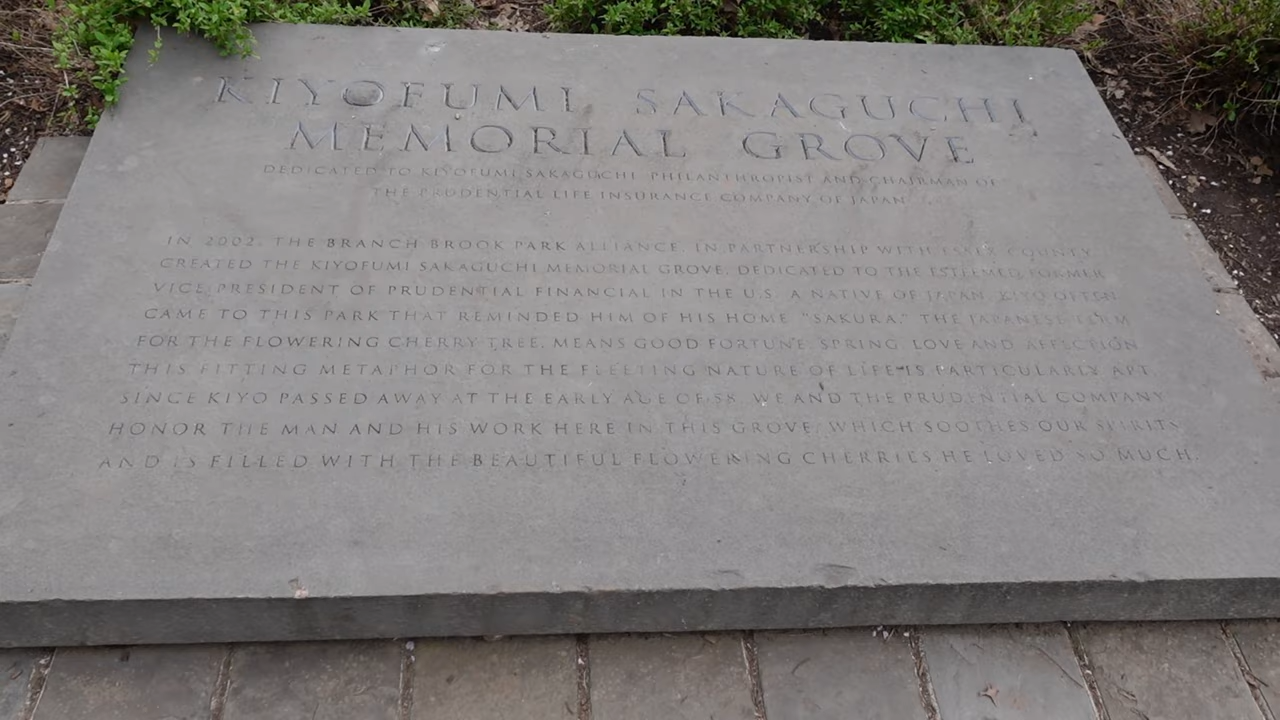 KIYOFUMI SAKAGUCHI
MEMORIAL GROVE
DEDICATED TO KIYOFUMI SAKAGUCHI PHILANTHROPIST AND CHAIRMAN OF
THE PRUDENTIAL LIFE INSURANCE COMPANY OF JAPAN
IN 2002, THE BRANCH BROOK PARK ALLIANCE, IN PARTNERSHIP WITH ESSEX COUNTY
CREATED THE KIYOFUMI SAKAGUCHI MEMORIAL GROVE, DEDICATED TO THE ESTEEMED FORMER
VICE PRESIDENT OF PRUDENTIAL FINANCIAL IN THE U.S. A NATIVE OF JAPAN, KIYO OFTEN
CAME TO THIS PARK THAT REMINDED HIM OF HIS HOME. "SAKURA," THE JAPANESE TERM
FOR THE FLOWERING CHERRY TREE, MEANS GOOD FORTUNE, SPRING, LOVE AND AFFECTION
THIS FITTING METAPHOR FOR THE FLEETING NATURE OF LIFE IS PARTICULARLY APT
SINCE KIYO PASSED AWAY AT THE EARLY AGE OF 58. WE AND THE PRUDENTIAL COMPANY
HONOR THE MAN AND HIS WORK HERE IN THIS GROVE, WHICH SOOTHES OUR SPIRITS
AND IS FILLED WITH THE BEAUTIFUL FLOWERING CHERRIES HE LOVED SO MUCH.